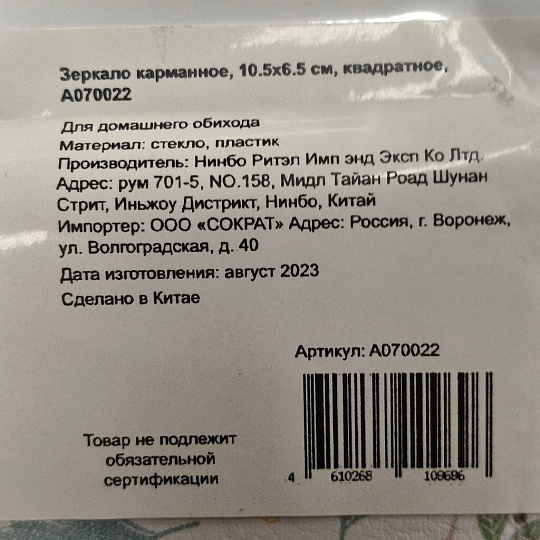 Зеркало карманное, 10.5х6.5 см, квадратное,
А070022
Для домашнего обихода
Материал: стекло, пластик
Производитель: Нинбо Ритэл Имп энд Эксп Ко Лтд.
Адрес: рум 701-5, NO.158, Мидл Тайан Роад Шунан
Стрит, Иньжоу Дистрикт, Нинбо, Китай
Импортер: ООО «СОКРАТ» Адрес: Россия, г. Воронеж,
ул. Волгоградская, д. 40
Дата изготовления: август 2023
Сделано в Китае
Артикул: А070022
Товар не подлежит
обязательной
сертификации
4 610268 109696